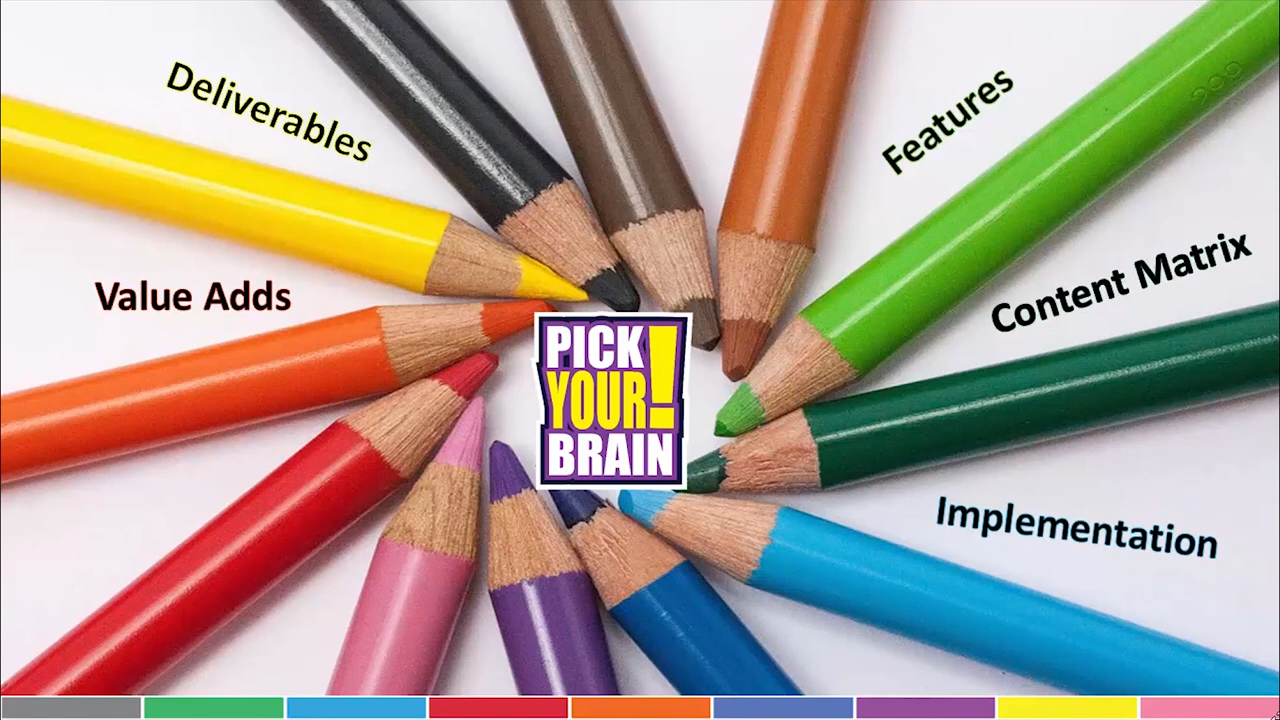 Deliverables
Features
Content Matrix
Value Adds
PICK
YOUR!
BRAIN
Implementation